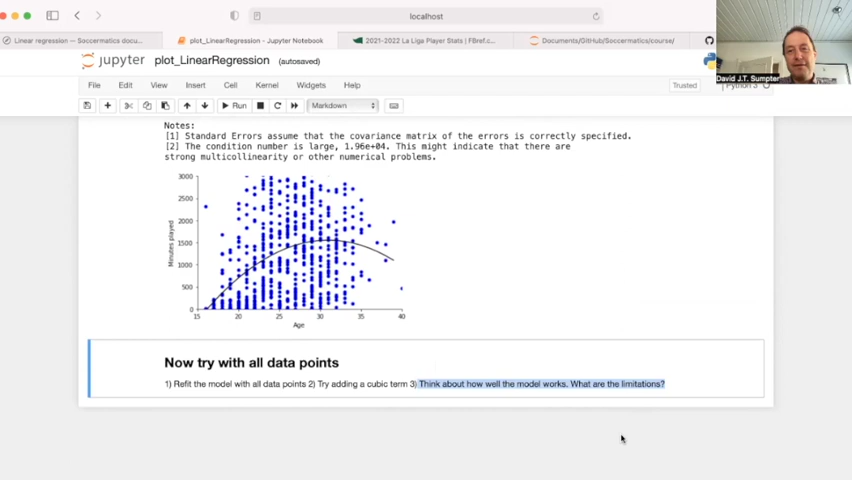 localhost
Linear regression — Soccermatics docu...
plot_LinearRegression - Jupyter Notebook
2021-2022 La Liga Player Stats | FBref.c...
Documents/GitHub/Soccermatics/course/
jupyter plot_LinearRegression (autosaved)
David J.T. Sumpter
File Edit View Insert Cell Kernel Widgets Help
Trusted
Python 3
Run
Markdown
Notes:
[1] Standard Errors assume that the covariance matrix of the errors is correctly specified.
[2] The condition number is large, 1.96e+04. This might indicate that there are
strong multicollinearity or other numerical problems.
3000
2500
2000
1500
1000
500
0
Minutes played
15 20 25 30 35 40
Age
Now try with all data points
1) Refit the model with all data points 2) Try adding a cubic term 3) Think about how well the model works. What are the limitations?